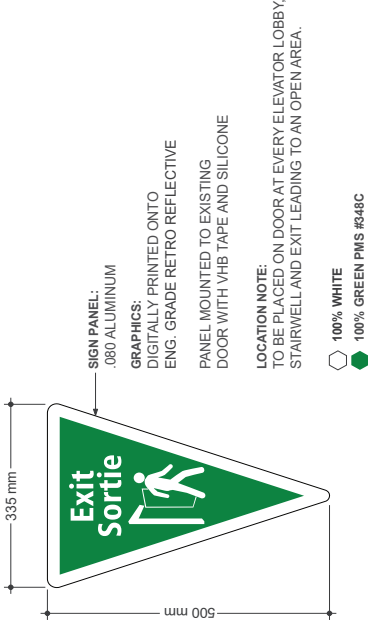 335 mm
500 mm
Exit
Sortie
SIGN PANEL:
.080 ALUMINUM
GRAPHICS:
DIGITALLY PRINTED ONTO
ENG. GRADE RETRO REFLECTIVE
PANEL MOUNTED TO EXISTING
DOOR WITH VHB TAPE AND SILICONE
LOCATION NOTE:
TO BE PLACED ON DOOR AT EVERY ELEVATOR LOBBY,
STAIRWELL AND EXIT LEADING TO AN OPEN AREA.
100% WHITE
100% GREEN PMS #348C